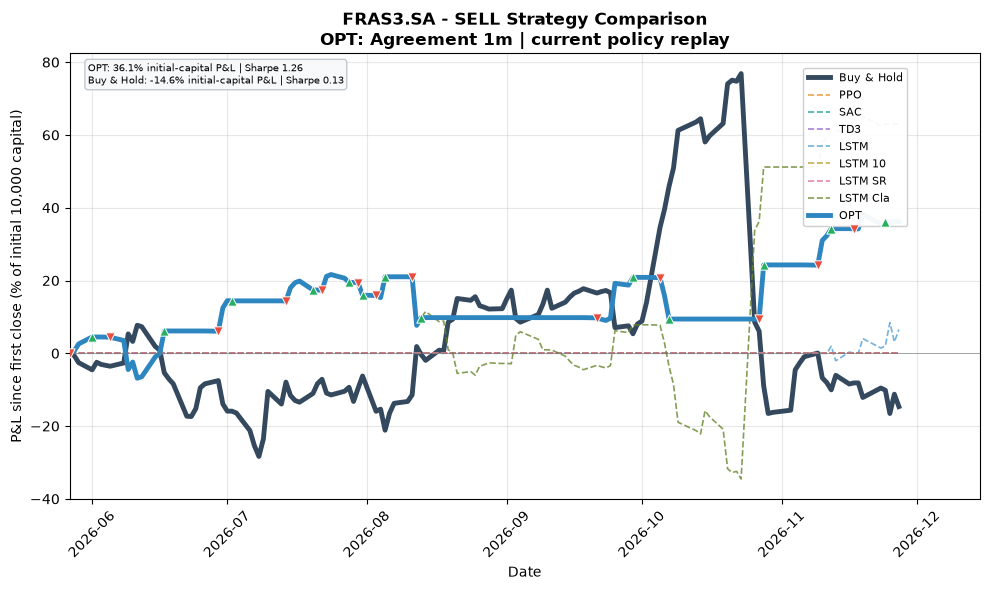 FRAS3.SA - SELL Strategy Comparison
OPT: Agreement 1m | current policy replay
OPT: 36.1% initial-capital P&L | Sharpe 1.26
Buy & Hold: -14.6% initial-capital P&L | Sharpe 0.13
Buy & Hold
PPO
SAC
TD3
LSTM
LSTM 10
LSTM SR
LSTM Cla
OPT
P&L since first close (% of initial 10,000 capital)
80
60
40
20
0
−20
−40
2026-06
2026-07
2026-08
2026-09
2026-10
2026-11
2026-12
Date